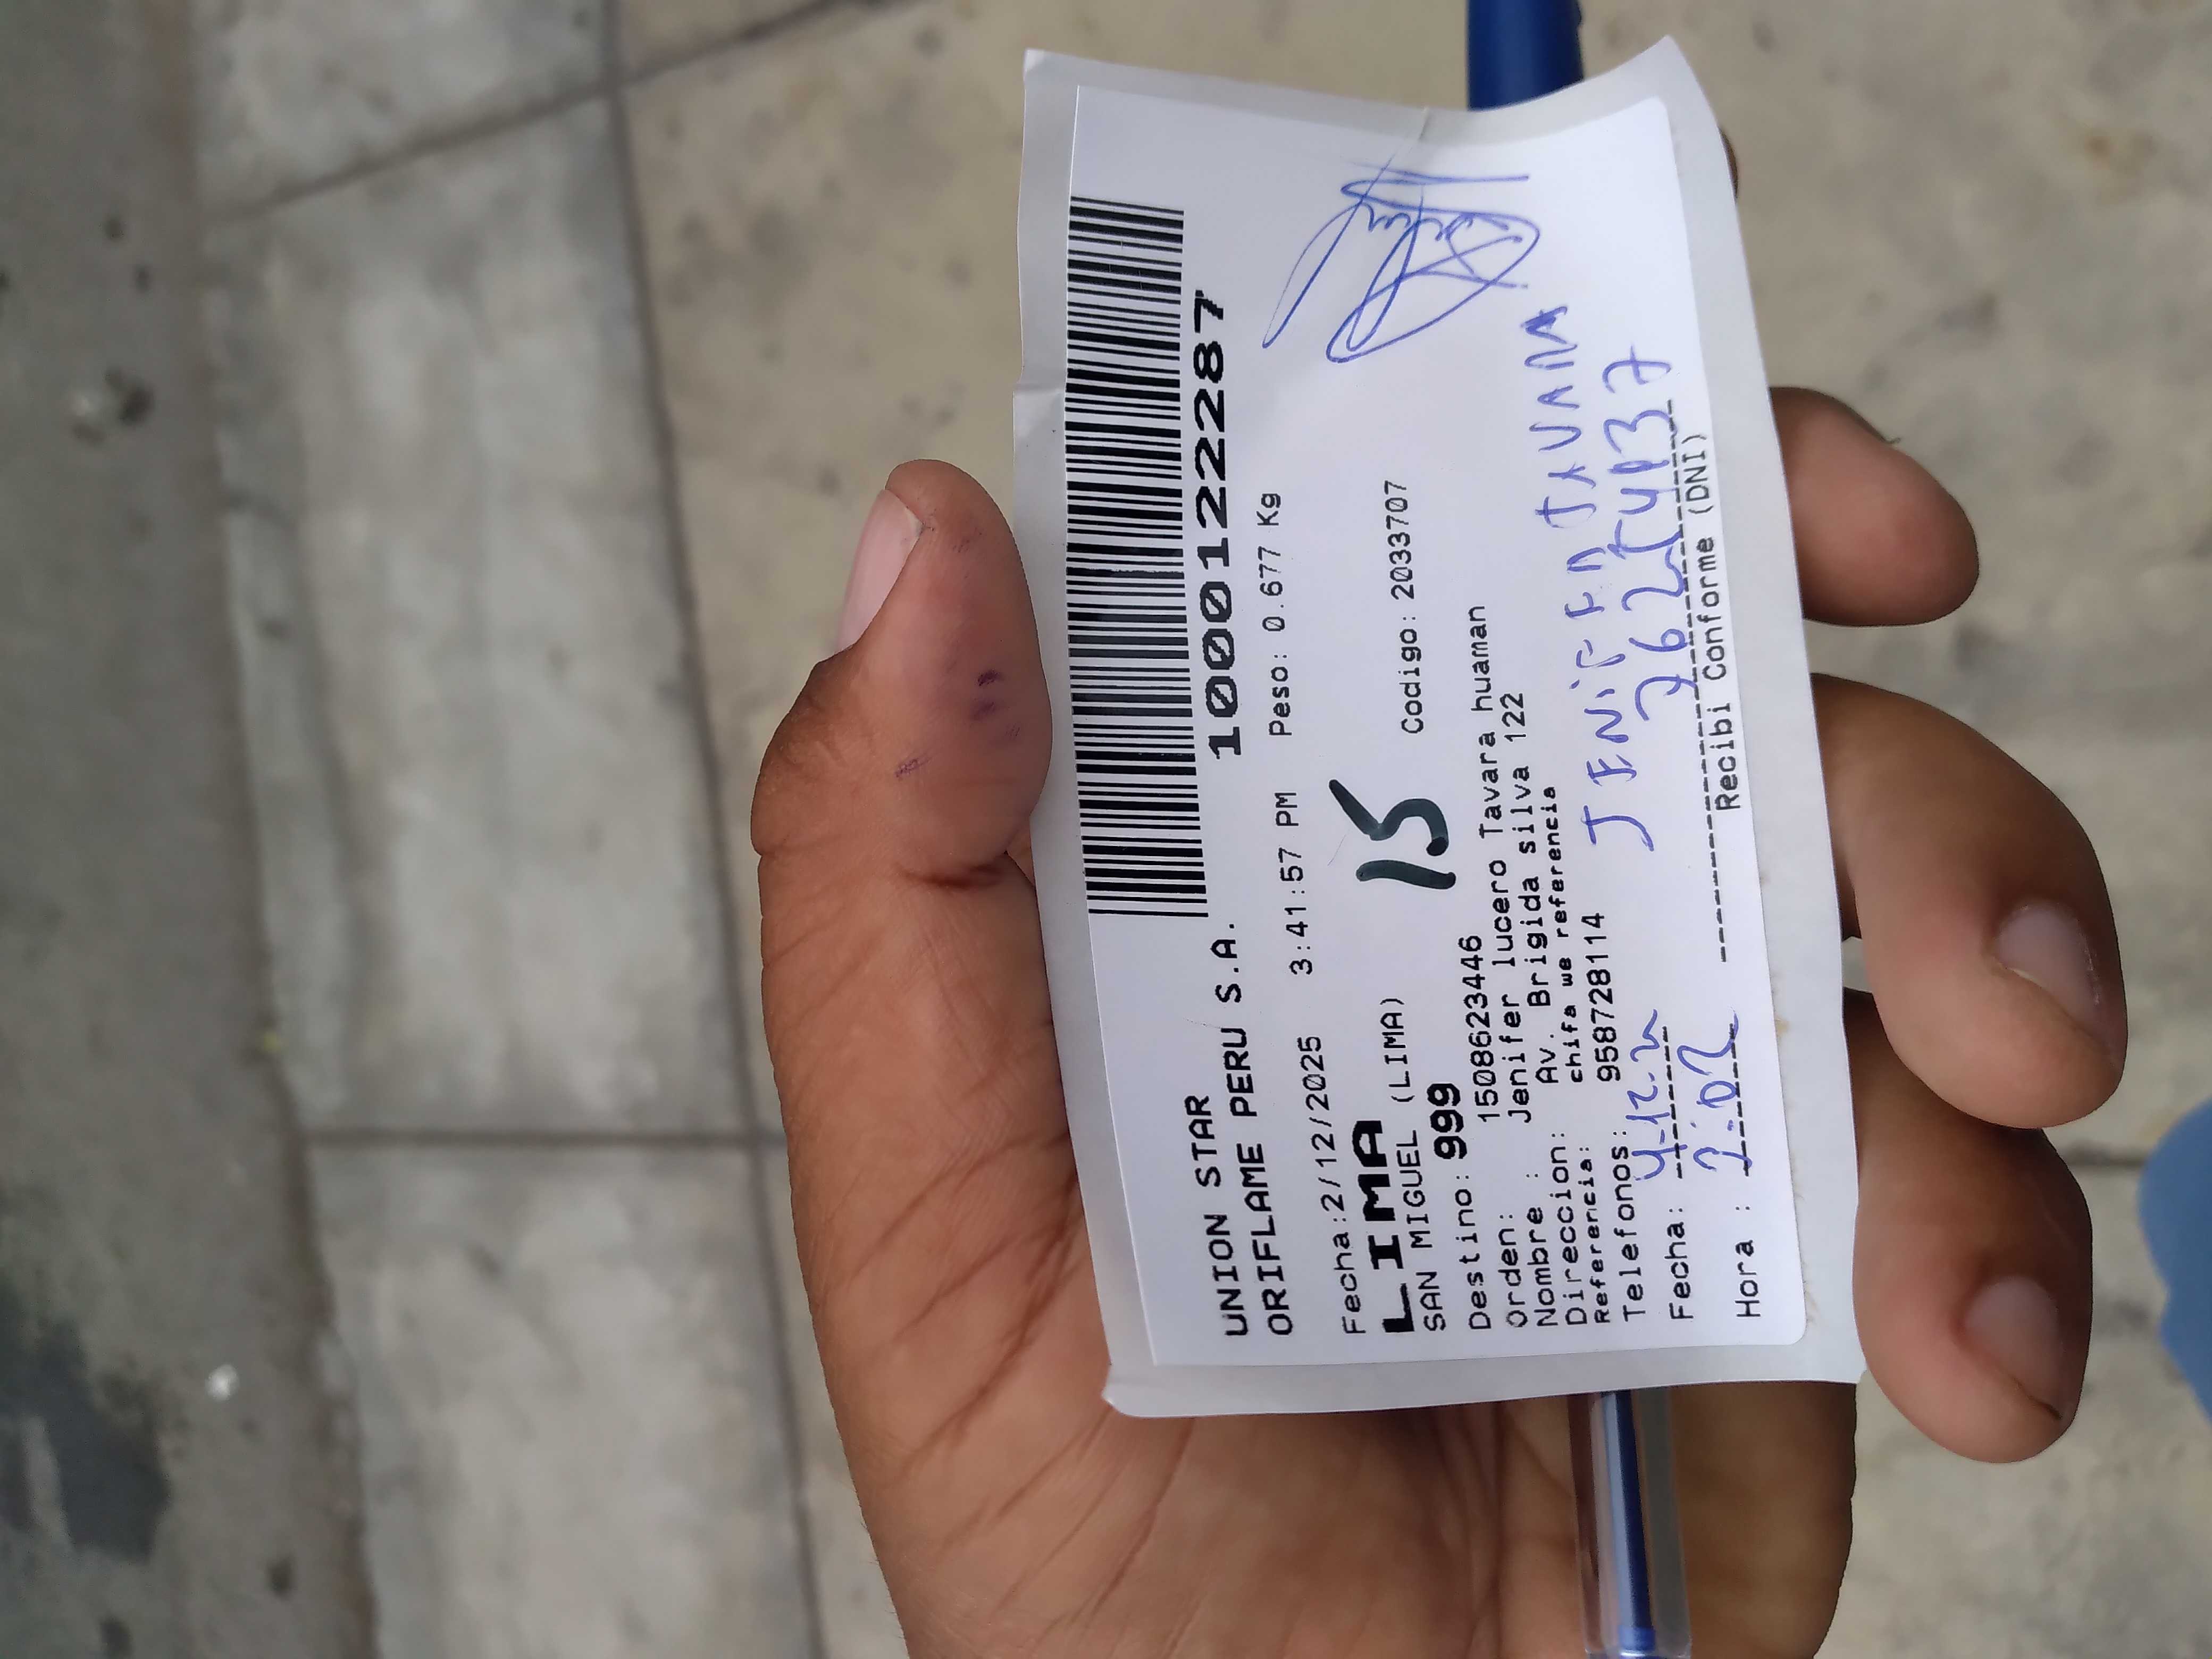 UNION STAR
ORIFLAME PERU S.A. 1000122287
Fecha:2/12/2025 3:41:57 PM Peso: 0.677 Kg
LIMA
SAN MIGUEL (LIMA) 15 Codigo: 2033707
Destino: 999
Orden: 1508623446
Nombre : Jenifer lucero Tavara huaman
Direccion: Av. Brigida silva 122
Referencia: chifa we referencia
Telefonos: 958728114
JENIFER TAVARA
Fecha:
Hora :
Recibi Conforme (DNI)